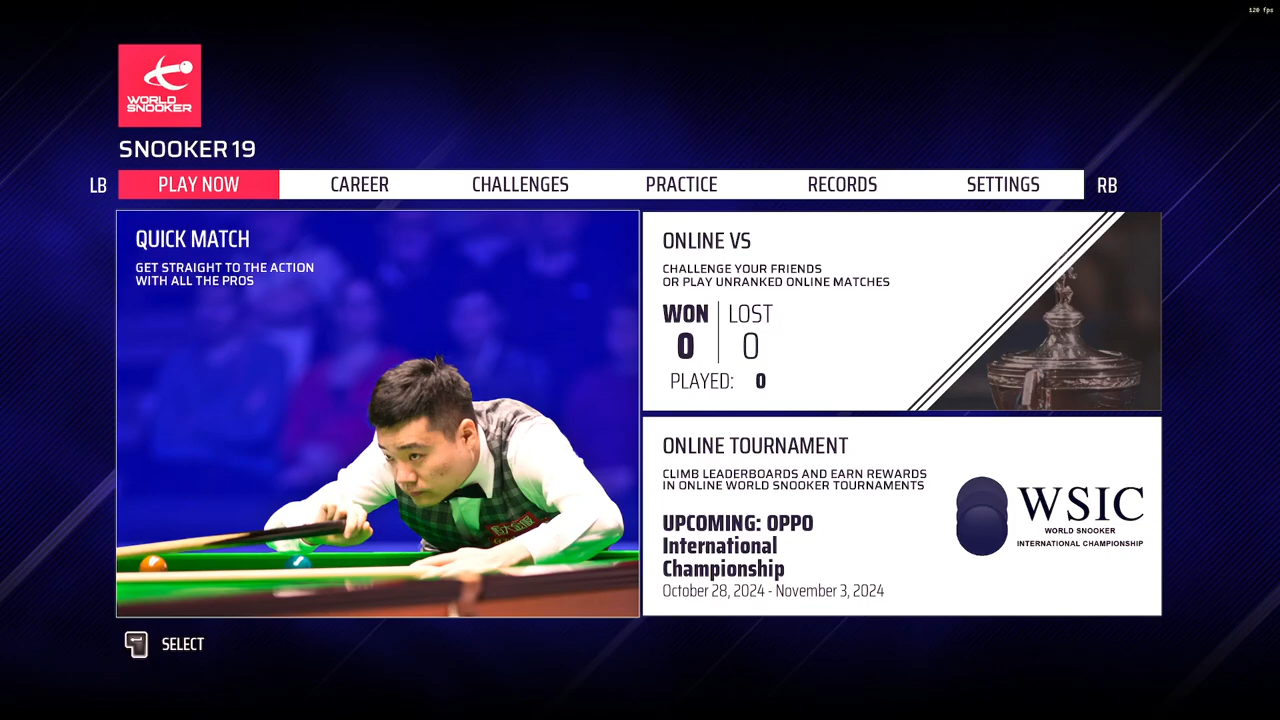 120 fps
WORLD
SNOOKER
SNOOKER 19
LB PLAY NOW CAREER CHALLENGES PRACTICE RECORDS SETTINGS RB
QUICK MATCH
GET STRAIGHT TO THE ACTION
WITH ALL THE PROS
ONLINE VS
CHALLENGE YOUR FRIENDS
OR PLAY UNRANKED ONLINE MATCHES
WON LOST
0 0
PLAYED: 0
ONLINE TOURNAMENT
CLIMB LEADERBOARDS AND EARN REWARDS
IN ONLINE WORLD SNOOKER TOURNAMENTS
UPCOMING: OPPO
International
Championship
October 28, 2024 - November 3, 2024
WSIC
WORLD SNOOKER
INTERNATIONAL CHAMPIONSHIP
SELECT